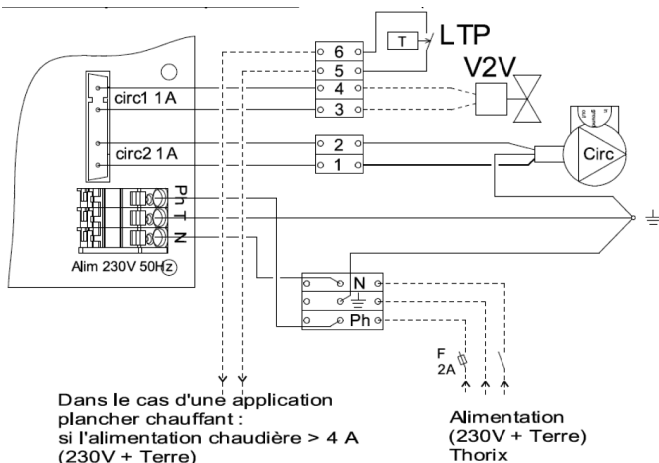 6
T
LTP
5
V2V
circ1 1A
4
3
circ2 1A
2
1
Circ
Ph
T
N
Alim 230V 50Hz
N
Ph
F
2A
Dans le cas d'une application
plancher chauffant :
si l'alimentation chaudière > 4 A
(230V + Terre)
Alimentation
(230V + Terre)
Thorix